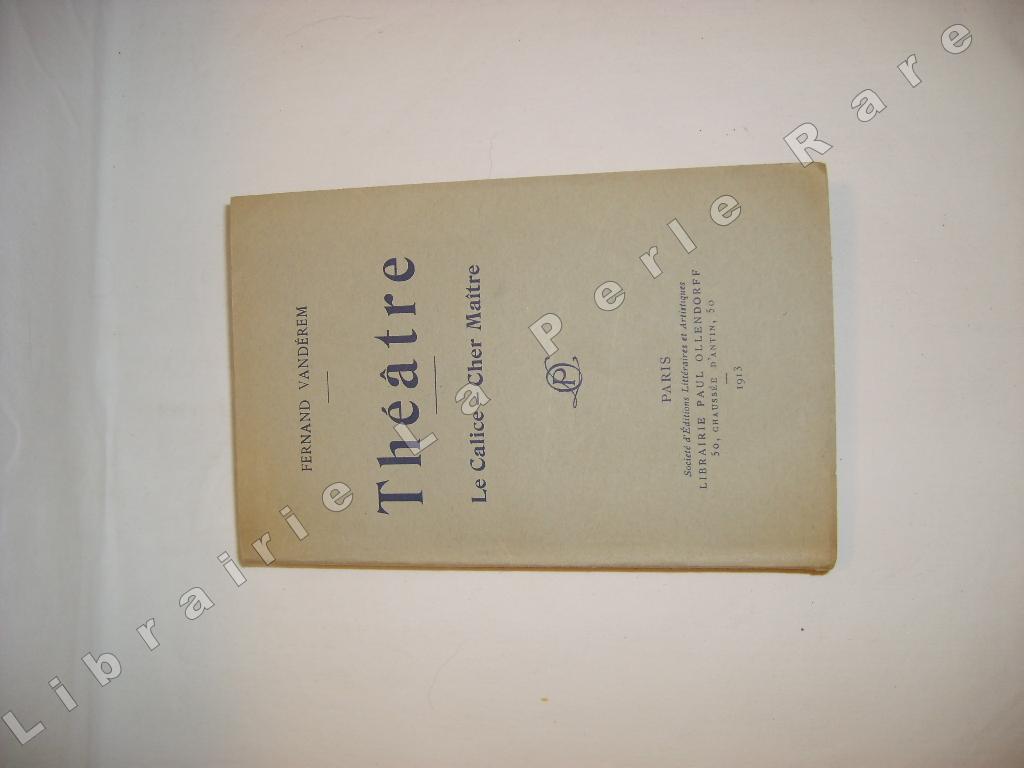 FERNAND VANDÉREM
Théâtre
Le Calice - Cher Maître
PO
PARIS
Société d'Éditions Littéraires et Artistiques
LIBRAIRIE PAUL OLLENDORFF
50, CHAUSSÉE D'ANTIN, 50
1913
Librairie La Perle Rare